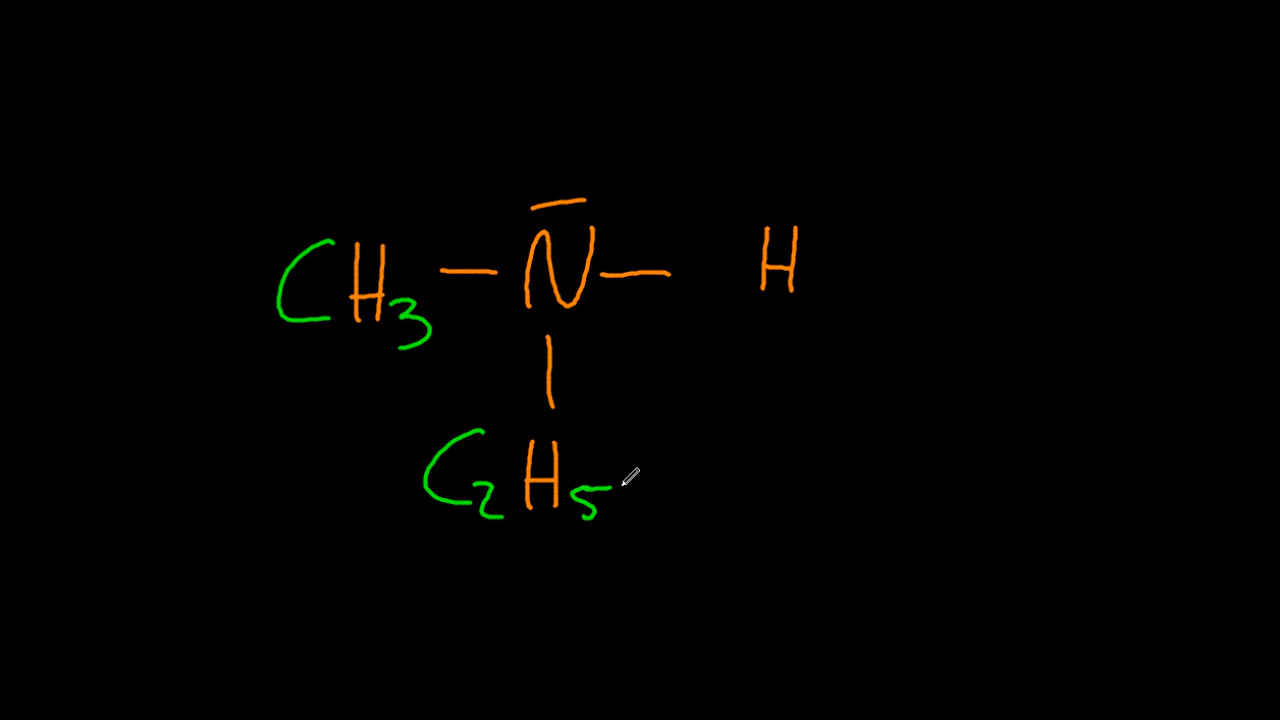 CH₃ — N — H
C₂H₅